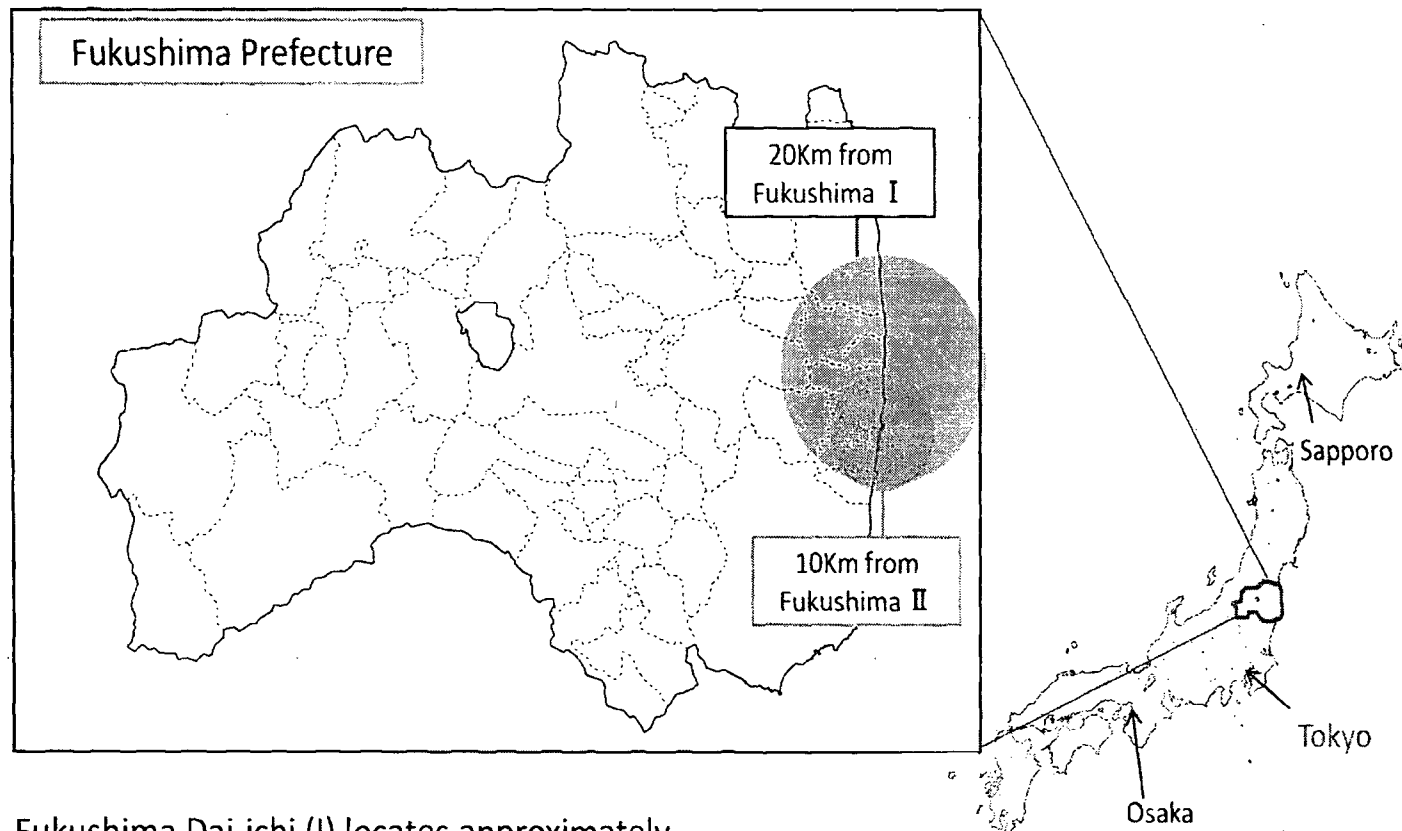 Fukushima Prefecture
20Km from
Fukushima Ⅰ
10Km from
Fukushima Ⅱ
Sapporo
Tokyo
Osaka
Fukushima Dai-ichi (I) locates approximately